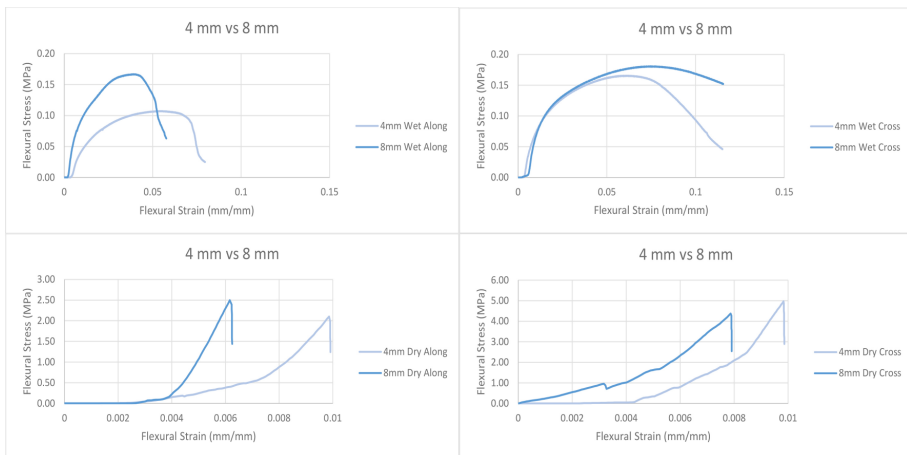 4 mm vs 8 mm
Flexural Stress (MPa)
0.20
0.15
0.10
0.05
0.00
0
0.05
0.1
0.15
Flexural Strain (mm/mm)
4mm Wet Along
8mm Wet Along
4 mm vs 8 mm
Flexural Stress (MPa)
0.20
0.15
0.10
0.05
0.00
0
0.05
0.1
0.15
Flexural Strain (mm/mm)
4mm Wet Cross
8mm Wet Cross
4 mm vs 8 mm
Flexural Stress (MPa)
3.00
2.50
2.00
1.50
1.00
0.50
0.00
0
0.002
0.004
0.006
0.008
0.01
Flexural Strain (mm/mm)
4mm Dry Along
8mm Dry Along
4 mm vs 8 mm
Flexural Stress (MPa)
6.00
5.00
4.00
3.00
2.00
1.00
0.00
0
0.002
0.004
0.006
0.008
0.01
Flexural Strain (mm/mm)
4mm Dry Cross
8mm Dry Cross